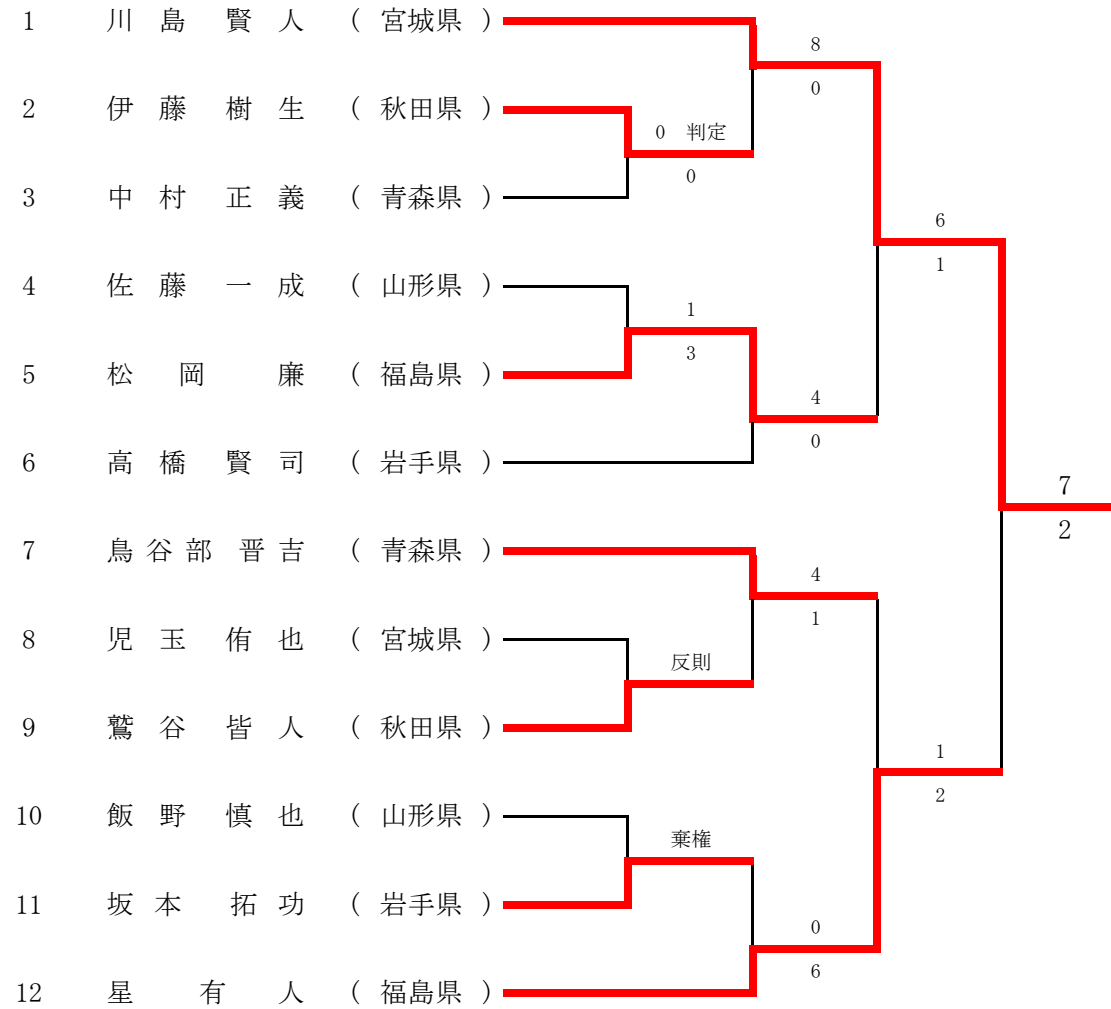 1 川島 賢人 ( 宮城県 )
8
0
2 伊藤 樹生 ( 秋田県 )
0 判定
0
3 中村 正義 ( 青森県 )
6
1
4 佐藤 一成 ( 山形県 )
1
3
5 松岡 廉 ( 福島県 )
4
0
6 高橋 賢司 ( 岩手県 )
7
2
7 鳥谷部 晋吉 ( 青森県 )
4
1
8 児玉 侑也 ( 宮城県 )
反則
9 鷲谷 皆人 ( 秋田県 )
1
2
10 飯野 慎也 ( 山形県 )
棄権
11 坂本 拓功 ( 岩手県 )
0
6
12 星 有人 ( 福島県 )